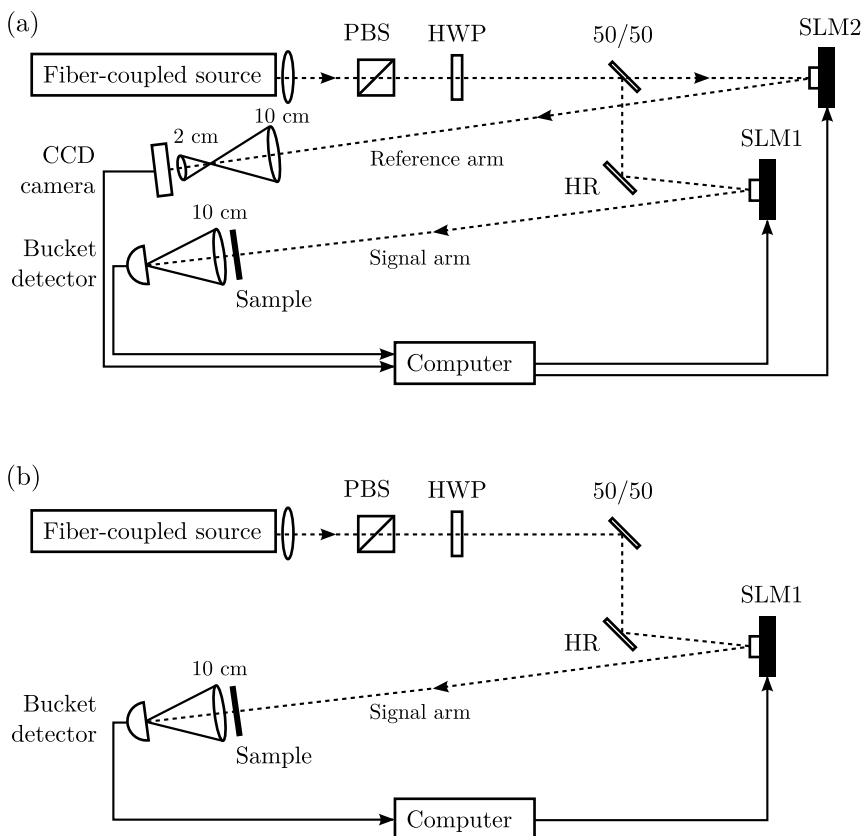 (a)
PBS
HWP
50/50
SLM2
Fiber-coupled source
10 cm
2 cm
CCD
camera
Reference arm
SLM1
HR
10 cm
Bucket
detector
Signal arm
Sample
Computer
(b)
PBS
HWP
50/50
Fiber-coupled source
SLM1
HR
10 cm
Bucket
detector
Signal arm
Sample
Computer